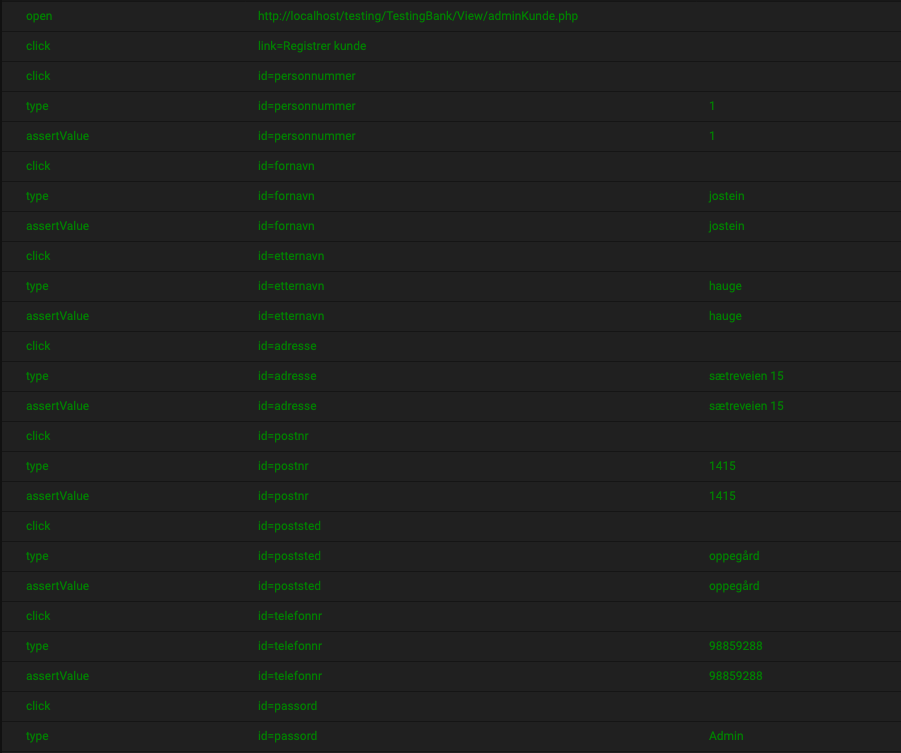 open http://localhost/testing/TestingBank/View/adminKunde.php
click link=Registrer kunde
click id=personnummer
type id=personnummer 1
assertValue id=personnummer 1
click id=fornavn
type id=fornavn jostein
assertValue id=fornavn jostein
click id=etternavn
type id=etternavn hauge
assertValue id=etternavn hauge
click id=adresse
type id=adresse sætreveien 15
assertValue id=adresse sætreveien 15
click id=postnr
type id=postnr 1415
assertValue id=postnr 1415
click id=poststed
type id=poststed oppegård
assertValue id=poststed oppegård
click id=telefonnr
type id=telefonnr 98859288
assertValue id=telefonnr 98859288
click id=passord
type id=passord Admin